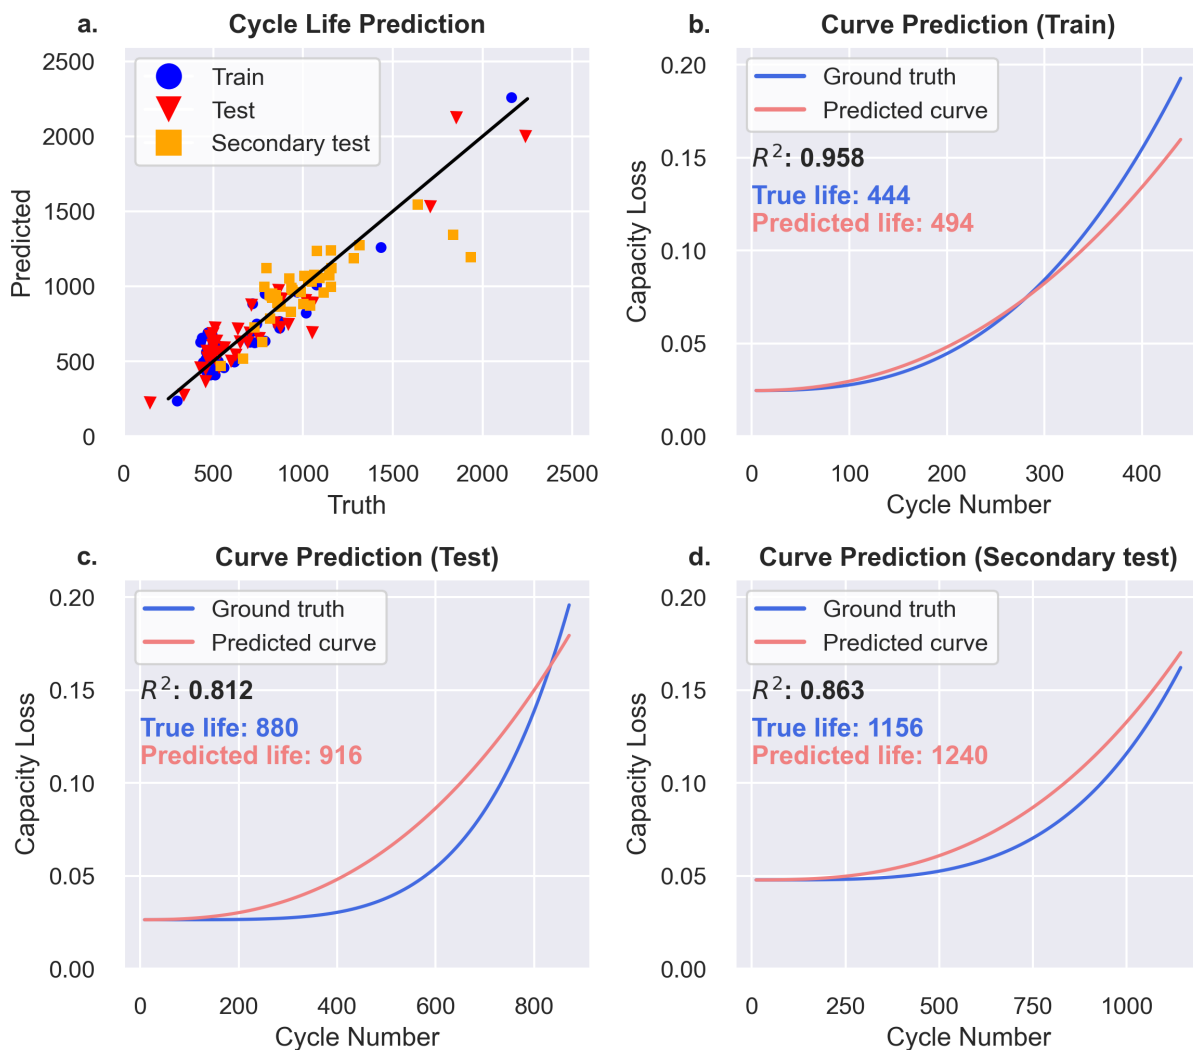 a.
Cycle Life Prediction
2500
2000
1500
1000
500
0
Predicted
Train
Test
Secondary test
0 500 1000 1500 2000 2500
Truth
b.
Curve Prediction (Train)
0.20
0.15
0.10
0.05
0.00
Capacity Loss
Ground truth
Predicted curve
R²: 0.958
True life: 444
Predicted life: 494
0 100 200 300 400
Cycle Number
c.
Curve Prediction (Test)
0.20
0.15
0.10
0.05
0.00
Capacity Loss
Ground truth
Predicted curve
R²: 0.812
True life: 880
Predicted life: 916
0 200 400 600 800
Cycle Number
d.
Curve Prediction (Secondary test)
0.20
0.15
0.10
0.05
0.00
Capacity Loss
Ground truth
Predicted curve
R²: 0.863
True life: 1156
Predicted life: 1240
0 250 500 750 1000
Cycle Number